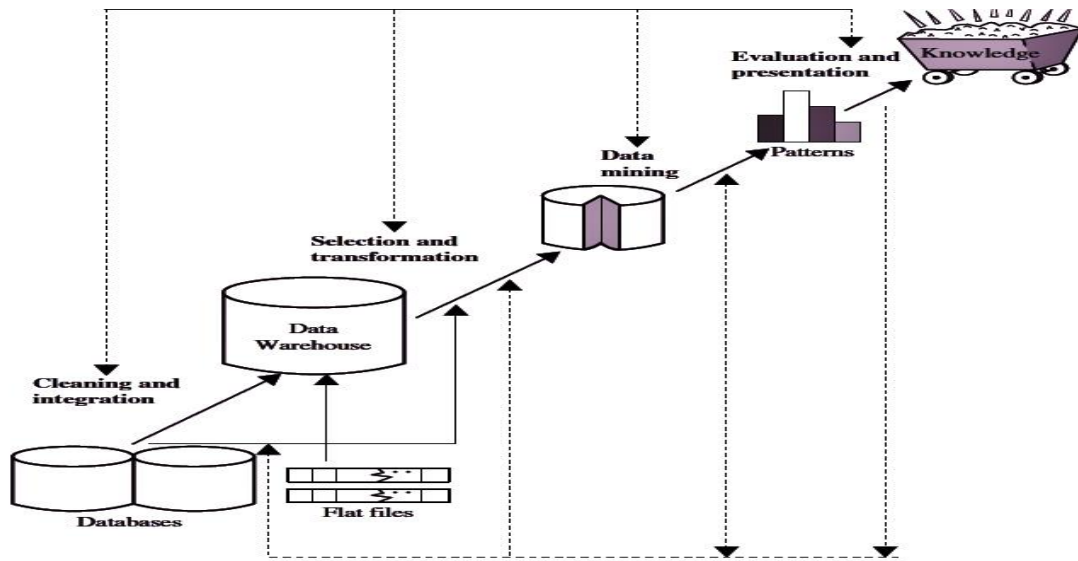 Evaluation and
presentation
Knowledge
Patterns
Data
mining
Selection and
transformation
Data
Warehouse
Cleaning and
integration
Flat files
Databases